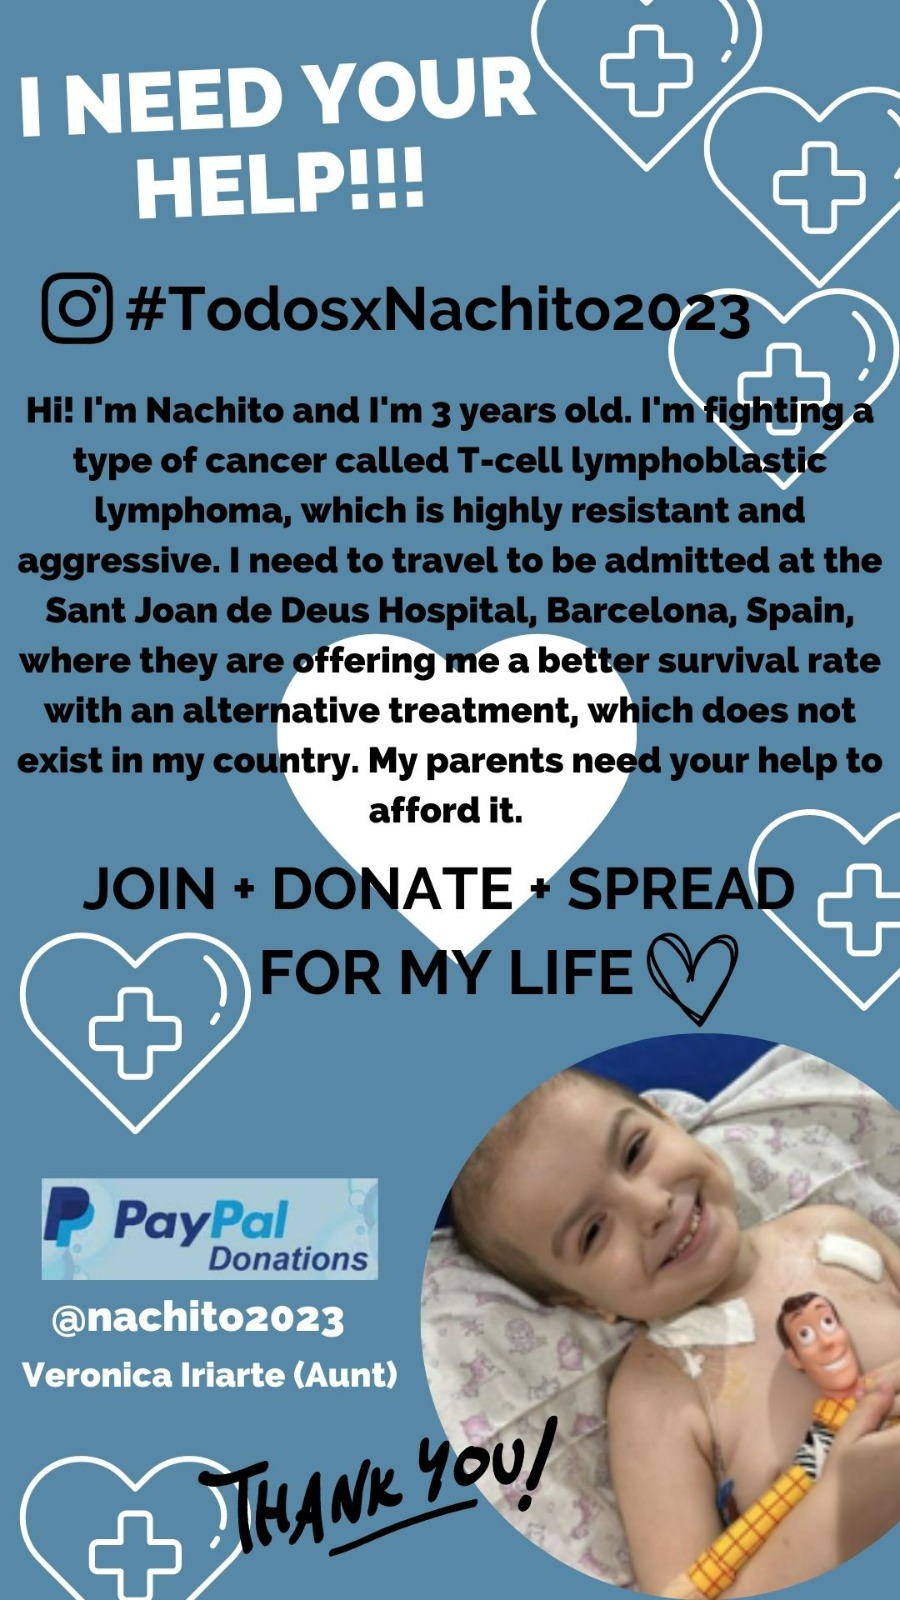 I NEED YOUR
HELP!!!
#TodosxNachito2023
Hi! I'm Nachito and I'm 3 years old. I'm fighting a
type of cancer called T-cell lymphoblastic
lymphoma, which is highly resistant and
aggressive. I need to travel to be admitted at the
Sant Joan de Deus Hospital, Barcelona, Spain,
where they are offering me a better survival rate
with an alternative treatment, which does not
exist in my country. My parents need your help to
afford it.
JOIN + DONATE + SPREAD
FOR MY LIFE
PayPal
Donations
@nachito2023
Veronica Iriarte (Aunt)
THANK YOU!